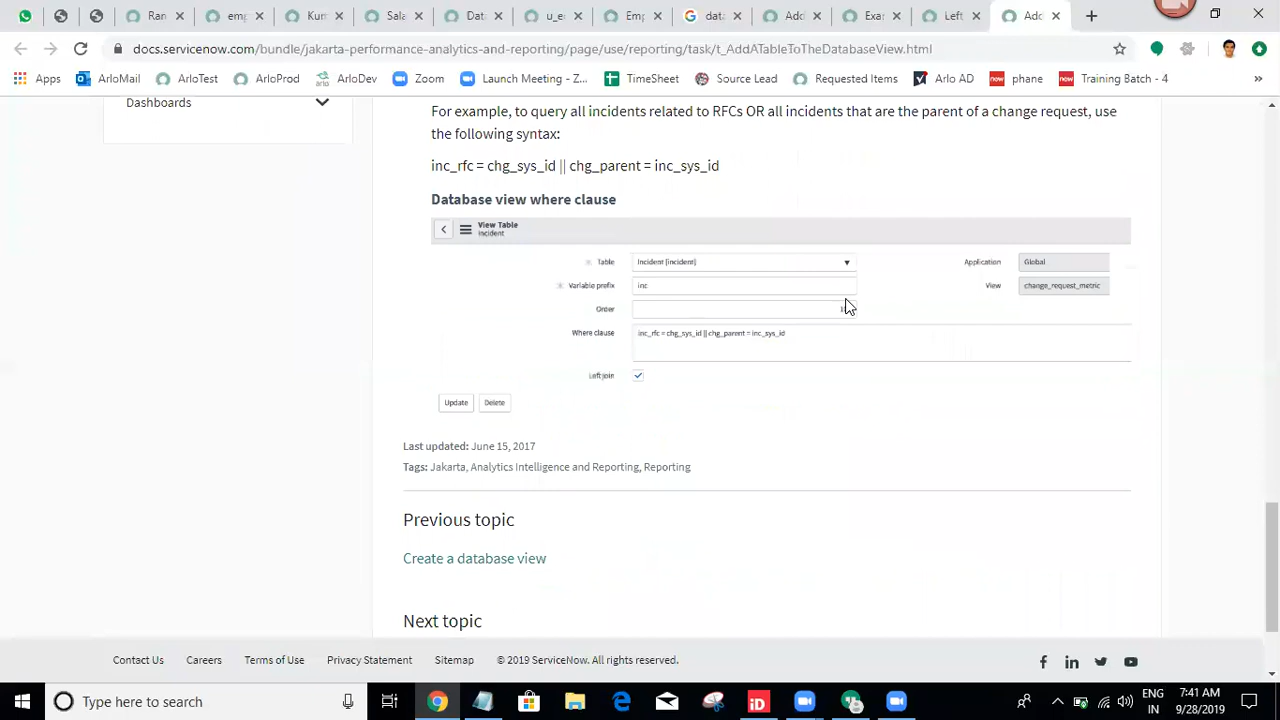 Ran
emp
Kum
Sala
Dat
u_e
Emp
data
Add
Exa
Left
Add
docs.servicenow.com/bundle/jakarta-performance-analytics-and-reporting/page/use/reporting/task/t_AddATableToTheDatabaseView.html
Apps
ArloMail
ArloTest
ArloProd
ArloDev
Zoom
Launch Meeting - Z...
TimeSheet
Source Lead
Requested Items
Arlo AD
phane
Training Batch - 4
Dashboards
For example, to query all incidents related to RFCs OR all incidents that are the parent of a change request, use
the following syntax:
inc_rfc = chg_sys_id || chg_parent = inc_sys_id
Database view where clause
View Table
Incident
Table
Incident [incident]
Application
Global
Variable prefix
inc
View
change_request_metric
Order
Where clause
inc_rfc = chg_sys_id || chg_parent = inc_sys_id
Left join
Update
Delete
Last updated: June 15, 2017
Tags: Jakarta, Analytics Intelligence and Reporting, Reporting
Previous topic
Create a database view
Next topic
Contact Us
Careers
Terms of Use
Privacy Statement
Sitemap
© 2019 ServiceNow. All rights reserved.
Type here to search
ENG
IN
7:41 AM
9/28/2019